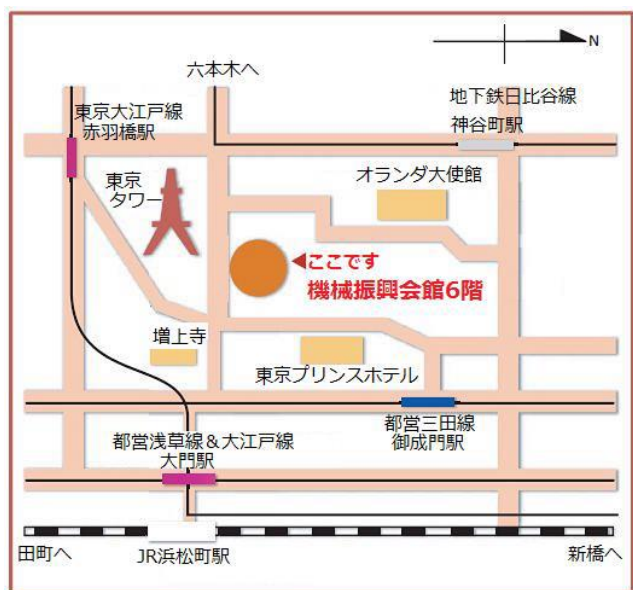 N
六本木へ
地下鉄日比谷線
神谷町駅
東京大江戸線
赤羽橋駅
オランダ大使館
東京
タワー
ここです
機械振興会館6階
増上寺
東京プリンスホテル
都営三田線
御成門駅
都営浅草線&大江戸線
大門駅
田町へ
JR浜松町駅
新橋へ